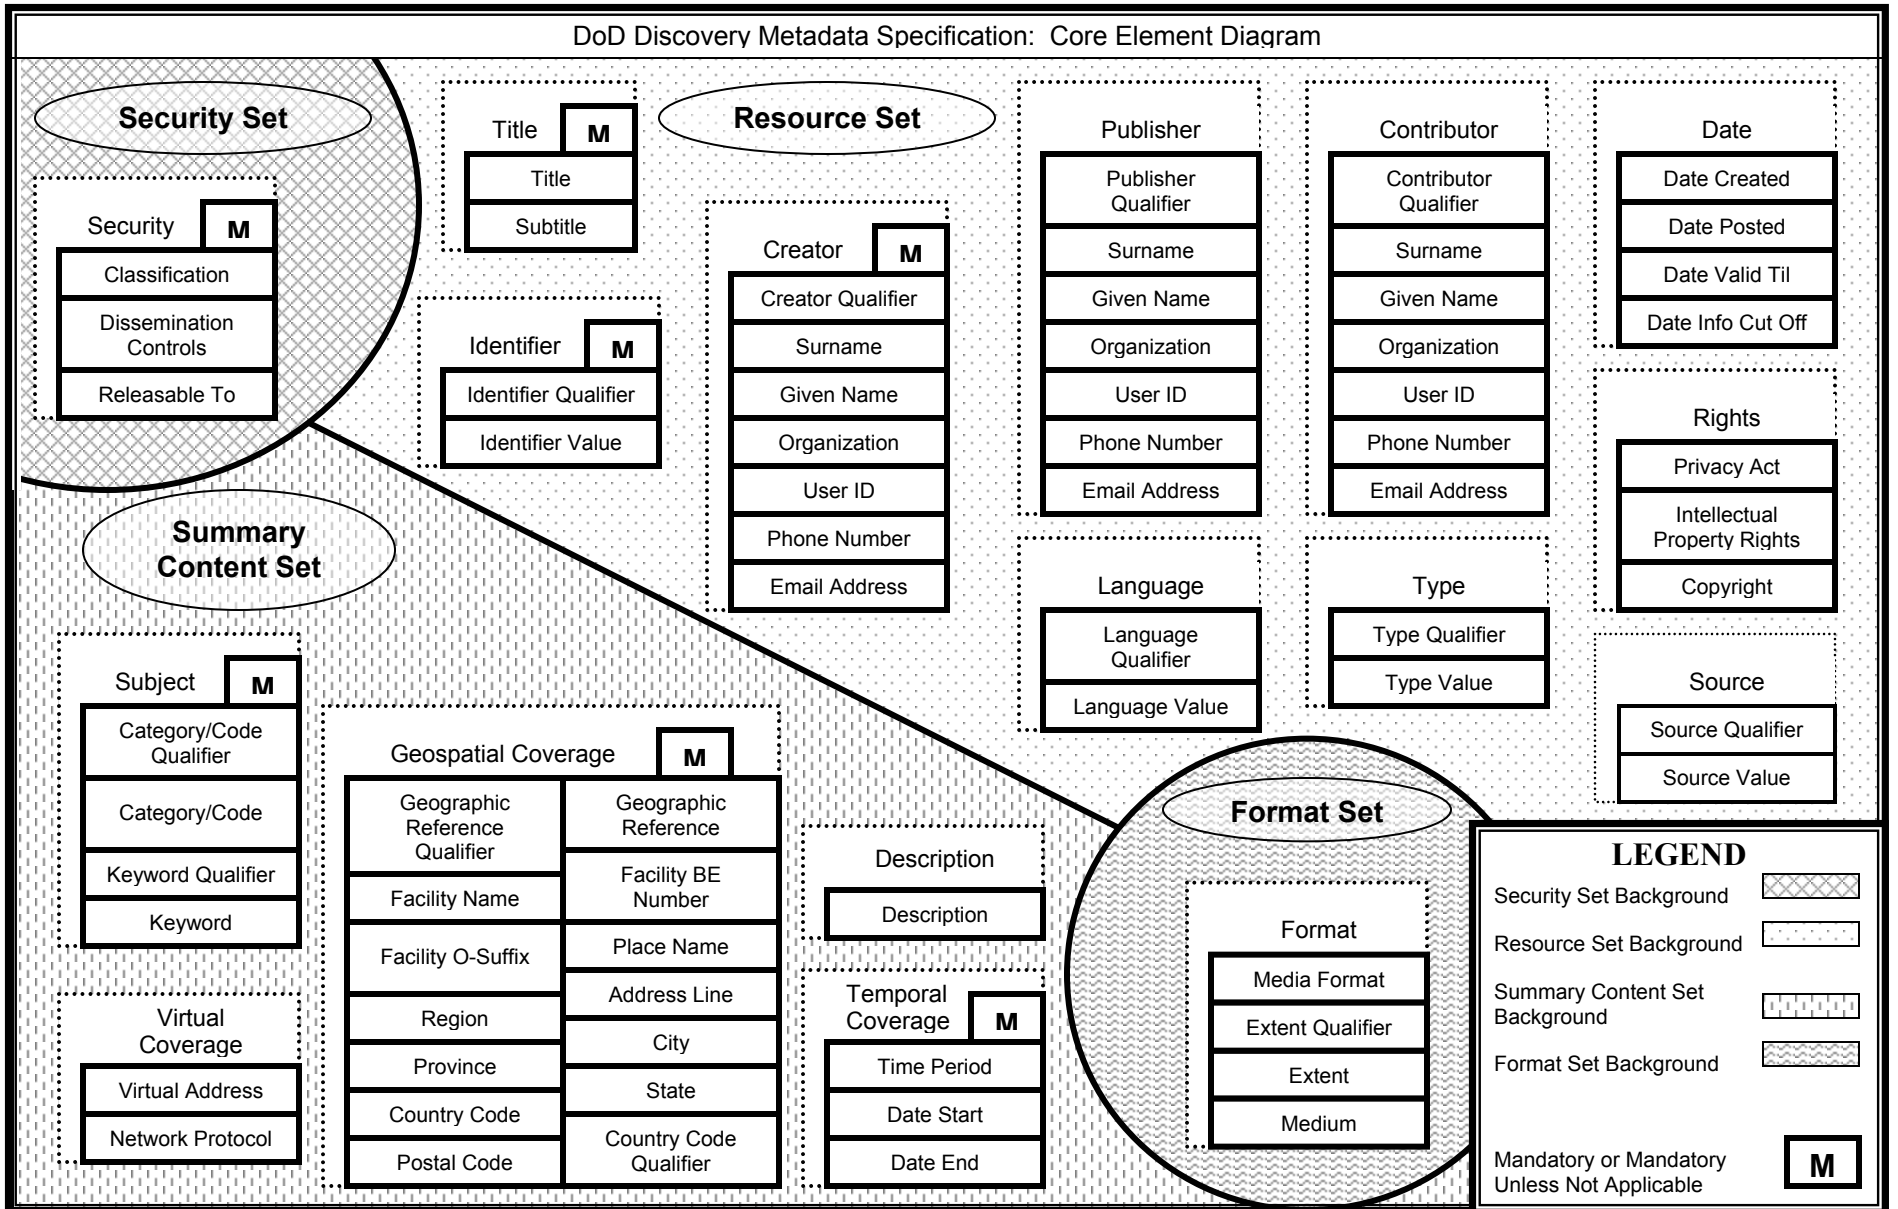 DoD Discovery Metadata Specification:  Core Element Diagram
Security Set
Security
M
Classification
Dissemination
Controls
Releasable To
Resource Set
Title
M
Title
Subtitle
Identifier
M
Identifier Qualifier
Identifier Value
Creator
M
Creator Qualifier
Surname
Given Name
Organization
User ID
Phone Number
Email Address
Publisher
Publisher
Qualifier
Surname
Given Name
Organization
User ID
Phone Number
Email Address
Contributor
Contributor
Qualifier
Surname
Given Name
Organization
User ID
Phone Number
Email Address
Date
Date Created
Date Posted
Date Valid Til
Date Info Cut Off
Rights
Privacy Act
Intellectual
Property Rights
Copyright
Language
Language
Qualifier
Language Value
Type
Type Qualifier
Type Value
Source
Source Qualifier
Source Value
Summary
Content Set
Subject
M
Category/Code
Qualifier
Category/Code
Keyword Qualifier
Keyword
Virtual
Coverage
Virtual Address
Network Protocol
Geospatial Coverage
M
Geographic
Reference
Qualifier
Facility Name
Facility O-Suffix
Region
Province
Country Code
Postal Code
Geographic
Reference
Facility BE
Number
Place Name
Address Line
City
State
Country Code
Qualifier
Description
Description
Temporal
Coverage
M
Time Period
Date Start
Date End
Format Set
Format
Media Format
Extent Qualifier
Extent
Medium
LEGEND
Security Set Background
Resource Set Background
Summary Content Set
Background
Format Set Background
Mandatory or Mandatory
Unless Not Applicable
M